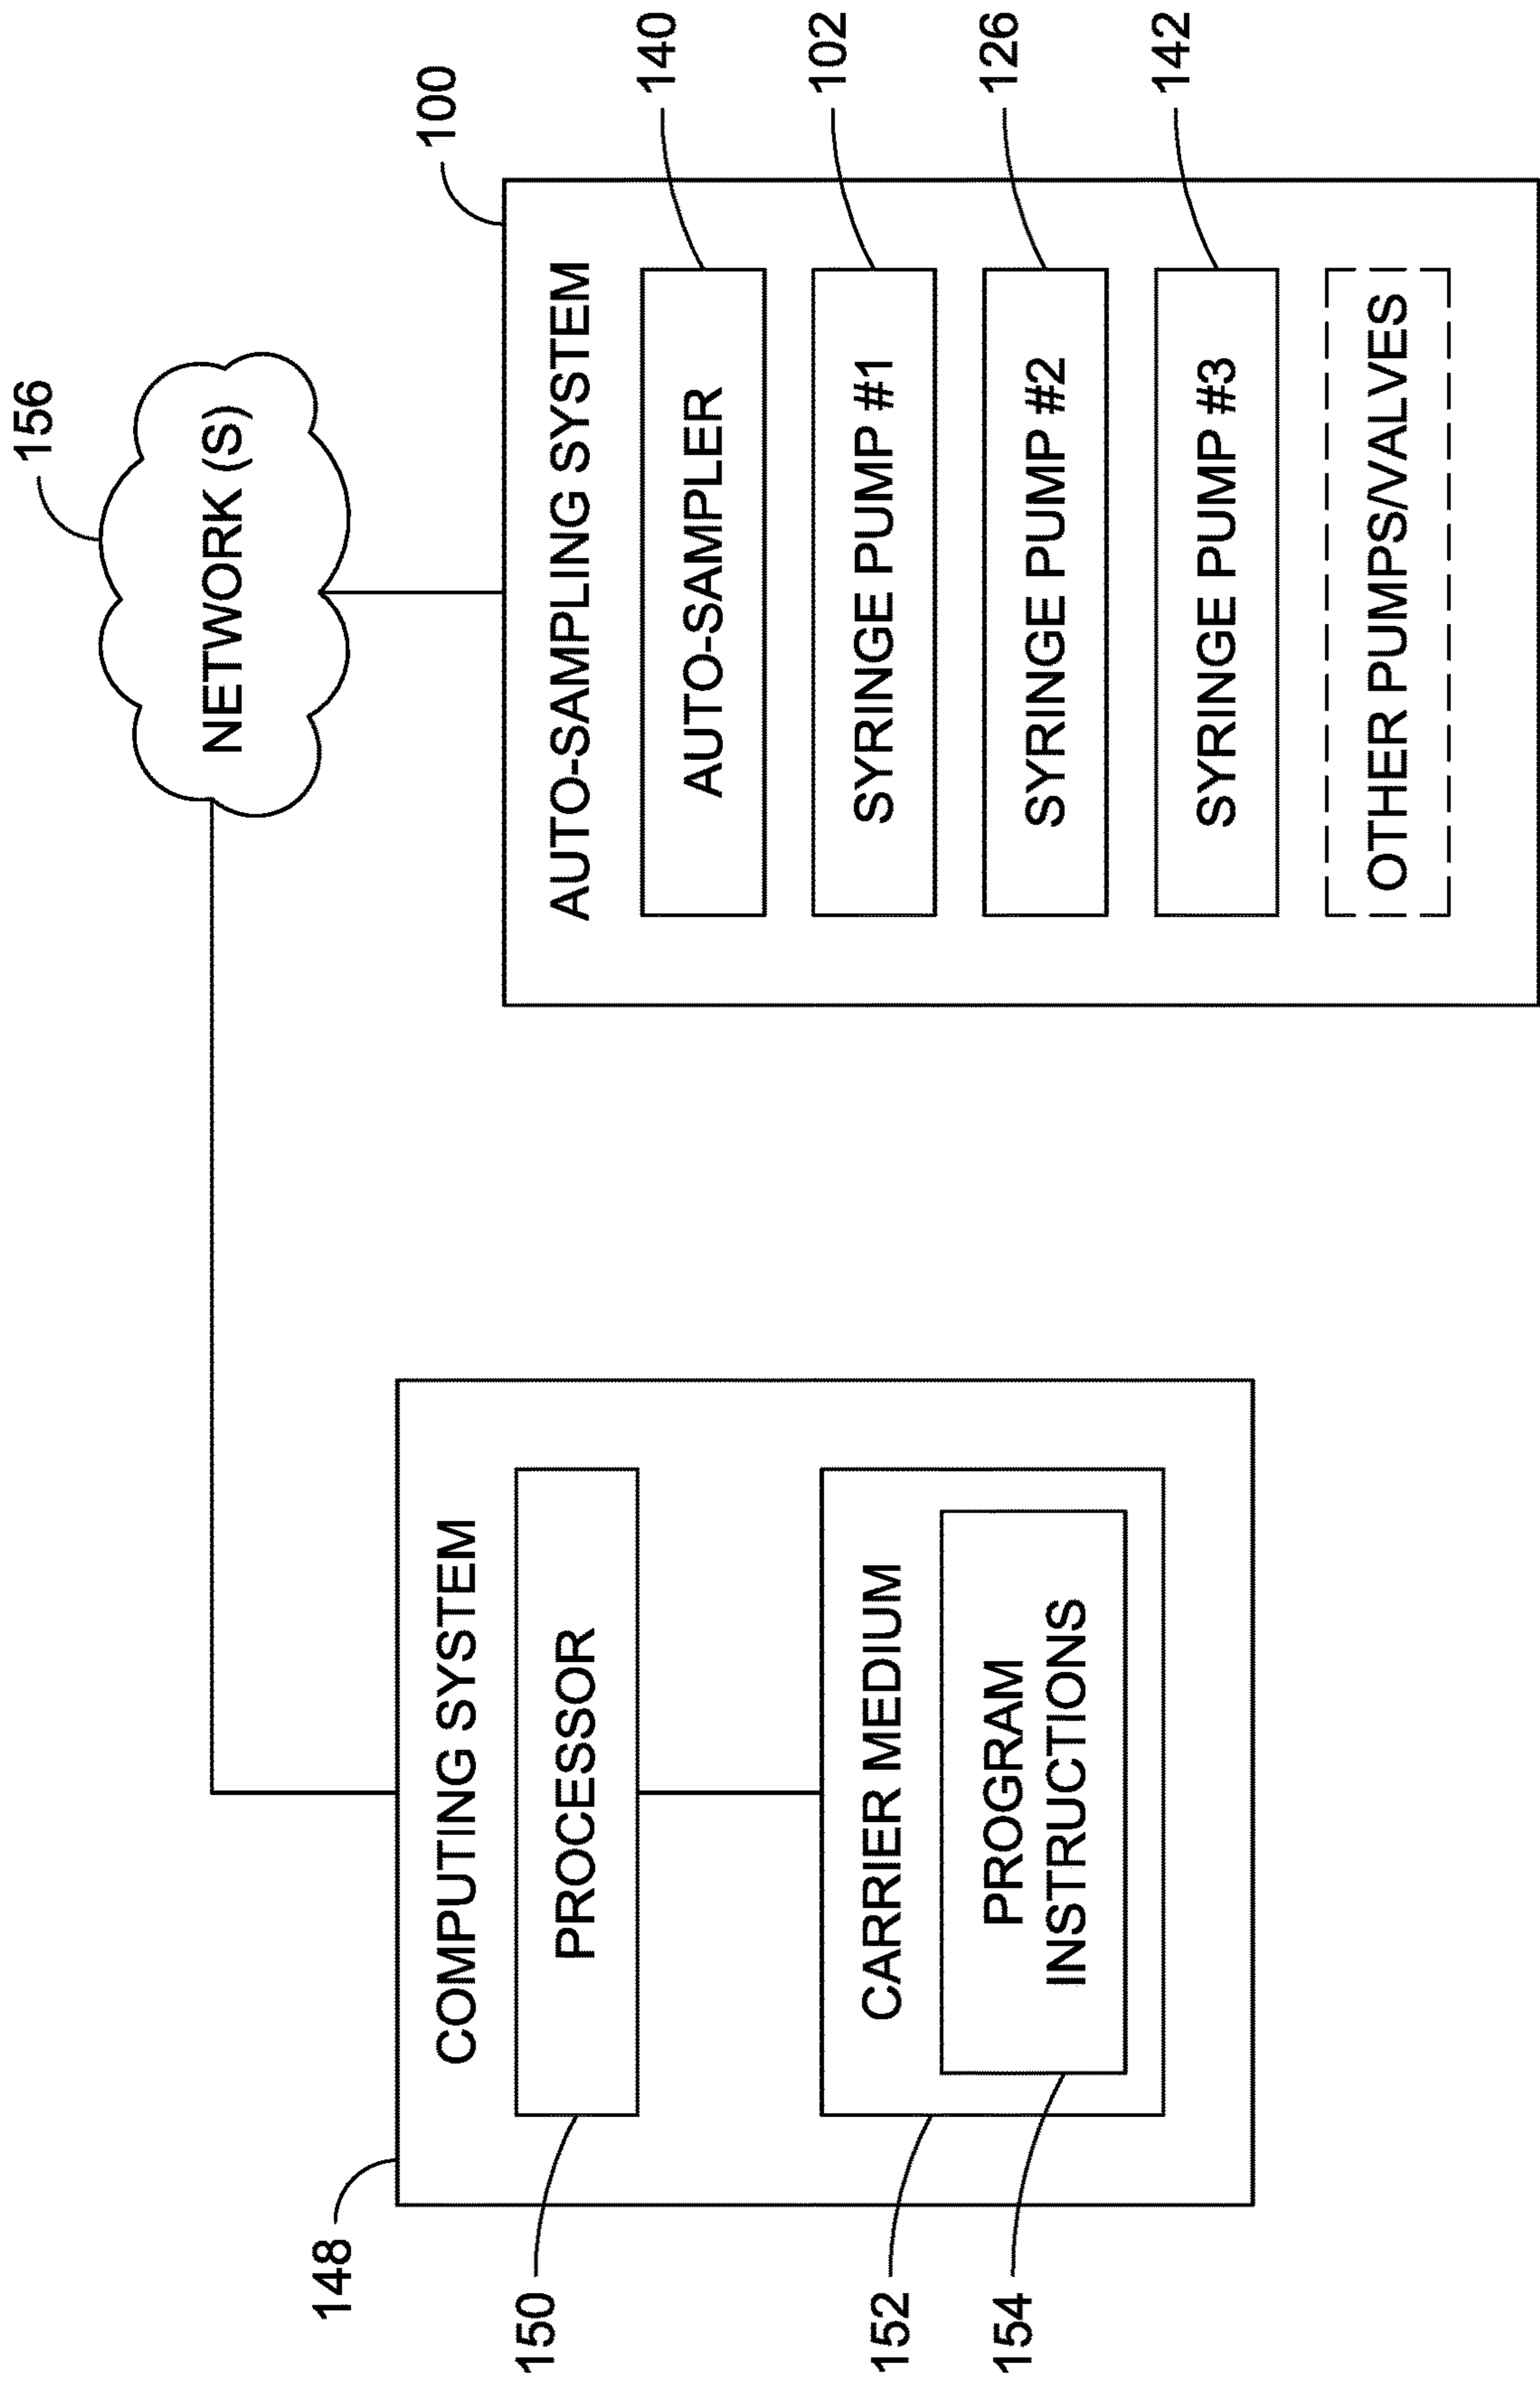 148
COMPUTING SYSTEM
150
PROCESSOR
152
CARRIER MEDIUM
154
PROGRAM
INSTRUCTIONS
156
NETWORK (S)
100
AUTO-SAMPLING SYSTEM
AUTO-SAMPLER
140
SYRINGE PUMP #1
102
SYRINGE PUMP #2
126
SYRINGE PUMP #3
142
OTHER PUMPS/VALVES